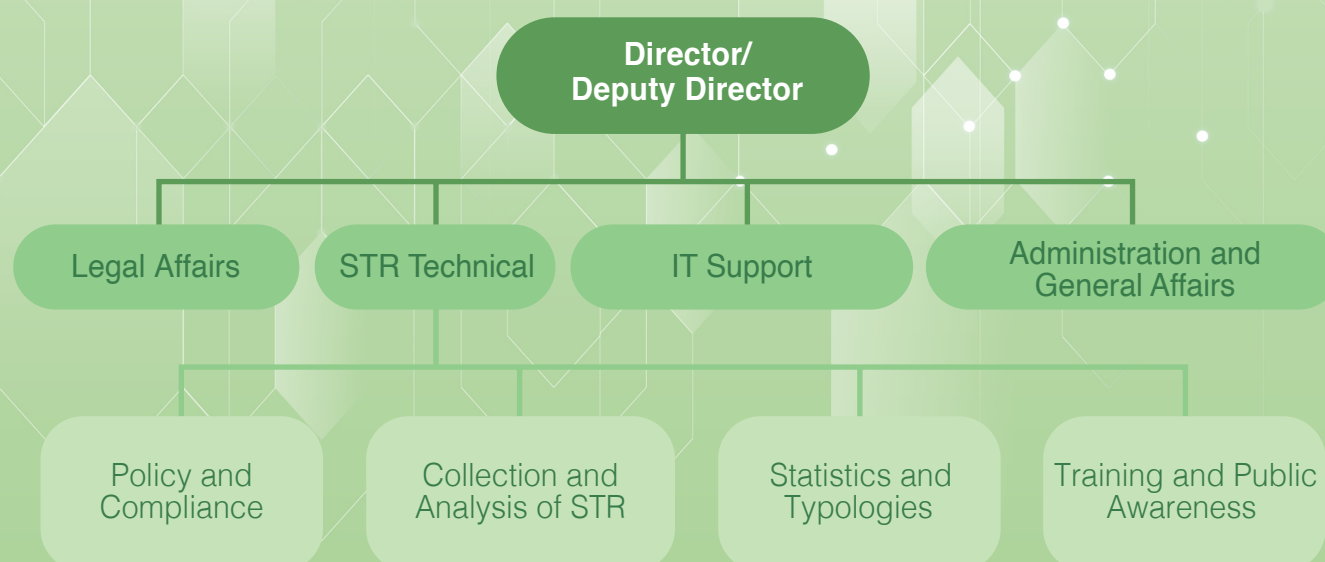 Director/
Deputy Director
Legal Affairs
STR Technical
IT Support
Administration and
General Affairs
Policy and
Compliance
Collection and
Analysis of STR
Statistics and
Typologies
Training and Public
Awareness